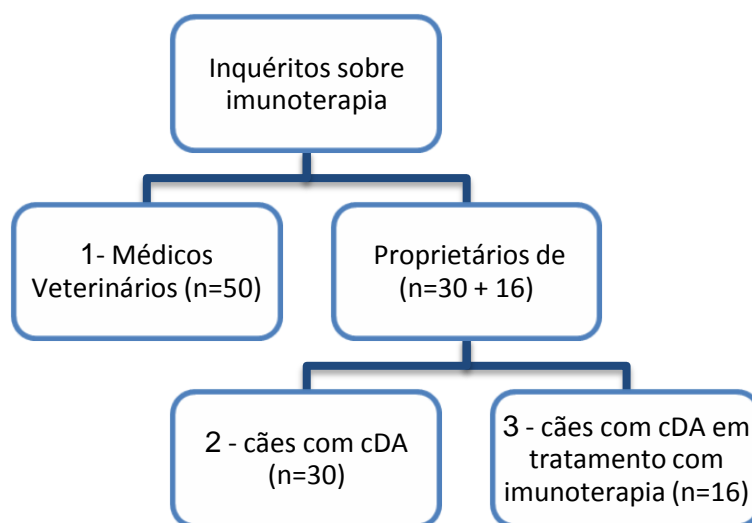 Inquéritos sobre
imunoterapia
1- Médicos
Veterinários (n=50)
Proprietários de
(n=30 + 16)
2 - cães com cDA
(n=30)
3 - cães com cDA em
tratamento com
imunoterapia (n=16)